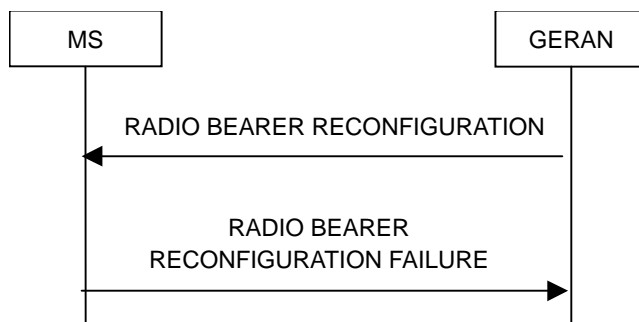 MS
GERAN
RADIO BEARER RECONFIGURATION
RADIO BEARER
RECONFIGURATION FAILURE